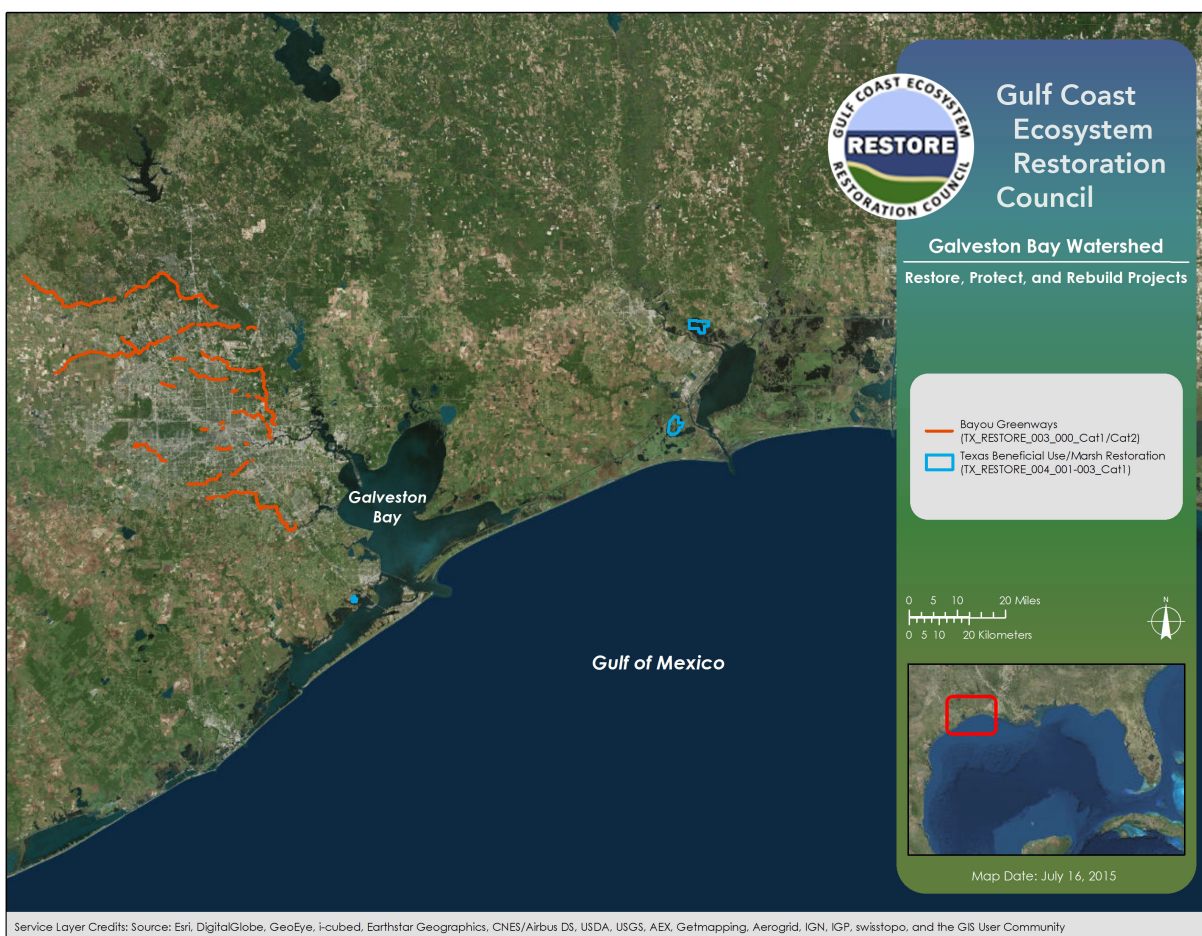 GULF COAST ECOSYSTEM
RESTORE
RESTORATION COUNCIL
Gulf Coast
Ecosystem
Restoration
Council
Galveston Bay Watershed
Restore, Protect, and Rebuild Projects
Bayou Greenways
(TX_RESTORE_003_000_Cat1/Cat2)
Texas Beneficial Use/Marsh Restoration
(TX_RESTORE_004_001-003_Cat1)
Galveston
Bay
Gulf of Mexico
0 5 10 20 Miles
0 5 10 20 Kilometers
N
Map Date: July 16, 2015
Service Layer Credits: Source: Esri, DigitalGlobe, GeoEye, i-cubed, Earthstar Geographics, CNES/Airbus DS, USDA, USGS, AEX, Getmapping, Aerogrid, IGN, IGP, swisstopo, and the GIS User Community